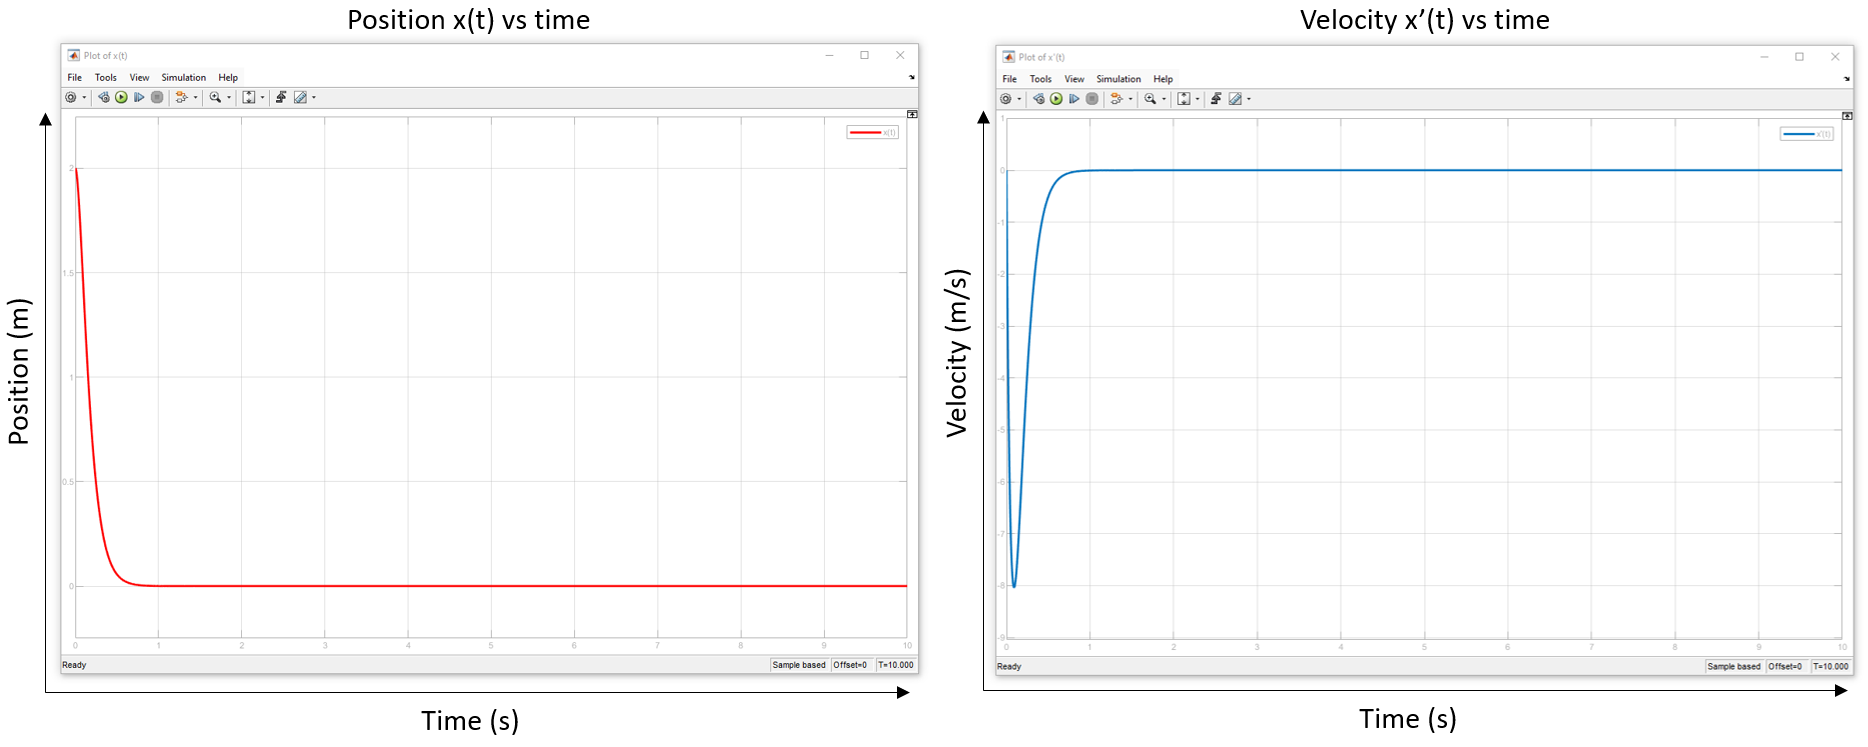 Position x(t) vs time
Plot of x(t)
File Tools View Simulation Help
x(t)
2
1.5
1
0.5
0
0 1 2 3 4 5 6 7 8 9 10
Ready
Sample based Offset=0 T=10.000
Position (m)
Time (s)
Velocity x’(t) vs time
Plot of x'(t)
File Tools View Simulation Help
x'(t)
1
0
-1
-2
-3
-4
-5
-6
-7
-8
-9
0 1 2 3 4 5 6 7 8 9 10
Ready
Sample based Offset=0 T=10.000
Velocity (m/s)
Time (s)